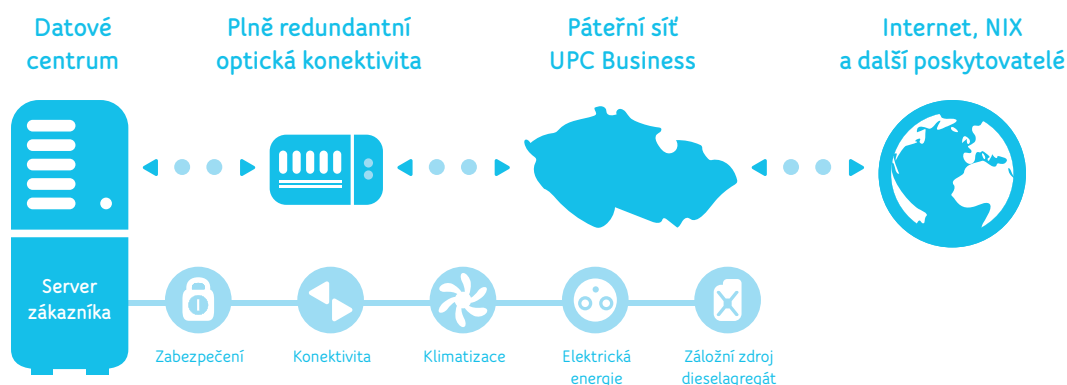 Datové
centrum
Plně redundantní
optická konektivita
Páteřní síť
UPC Business
Internet, NIX
a další poskytovatelé
Server
zákazníka
Zabezpečení
Konektivita
Klimatizace
Elektrická
energie
Záložní zdroj
dieselagregát